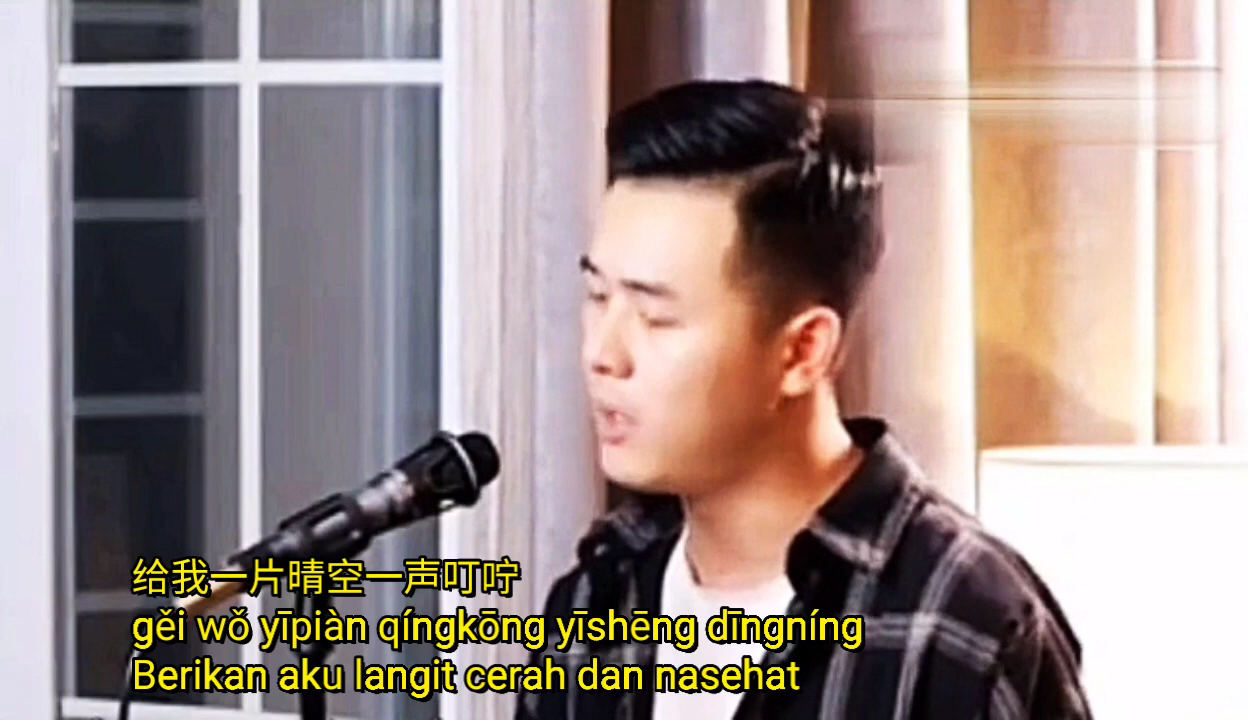 给我一片晴空一声叮咛
gěi wǒ yīpiàn qíngkōng yīshēng dīngníng
Berikan aku langit cerah dan nasehat